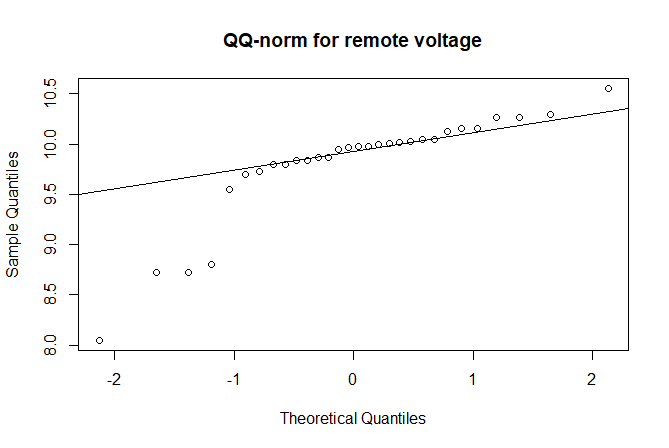 QQ-norm for remote voltage
Sample Quantiles
10.5
10.0
9.5
9.0
8.5
8.0
-2 -1 0 1 2
Theoretical Quantiles